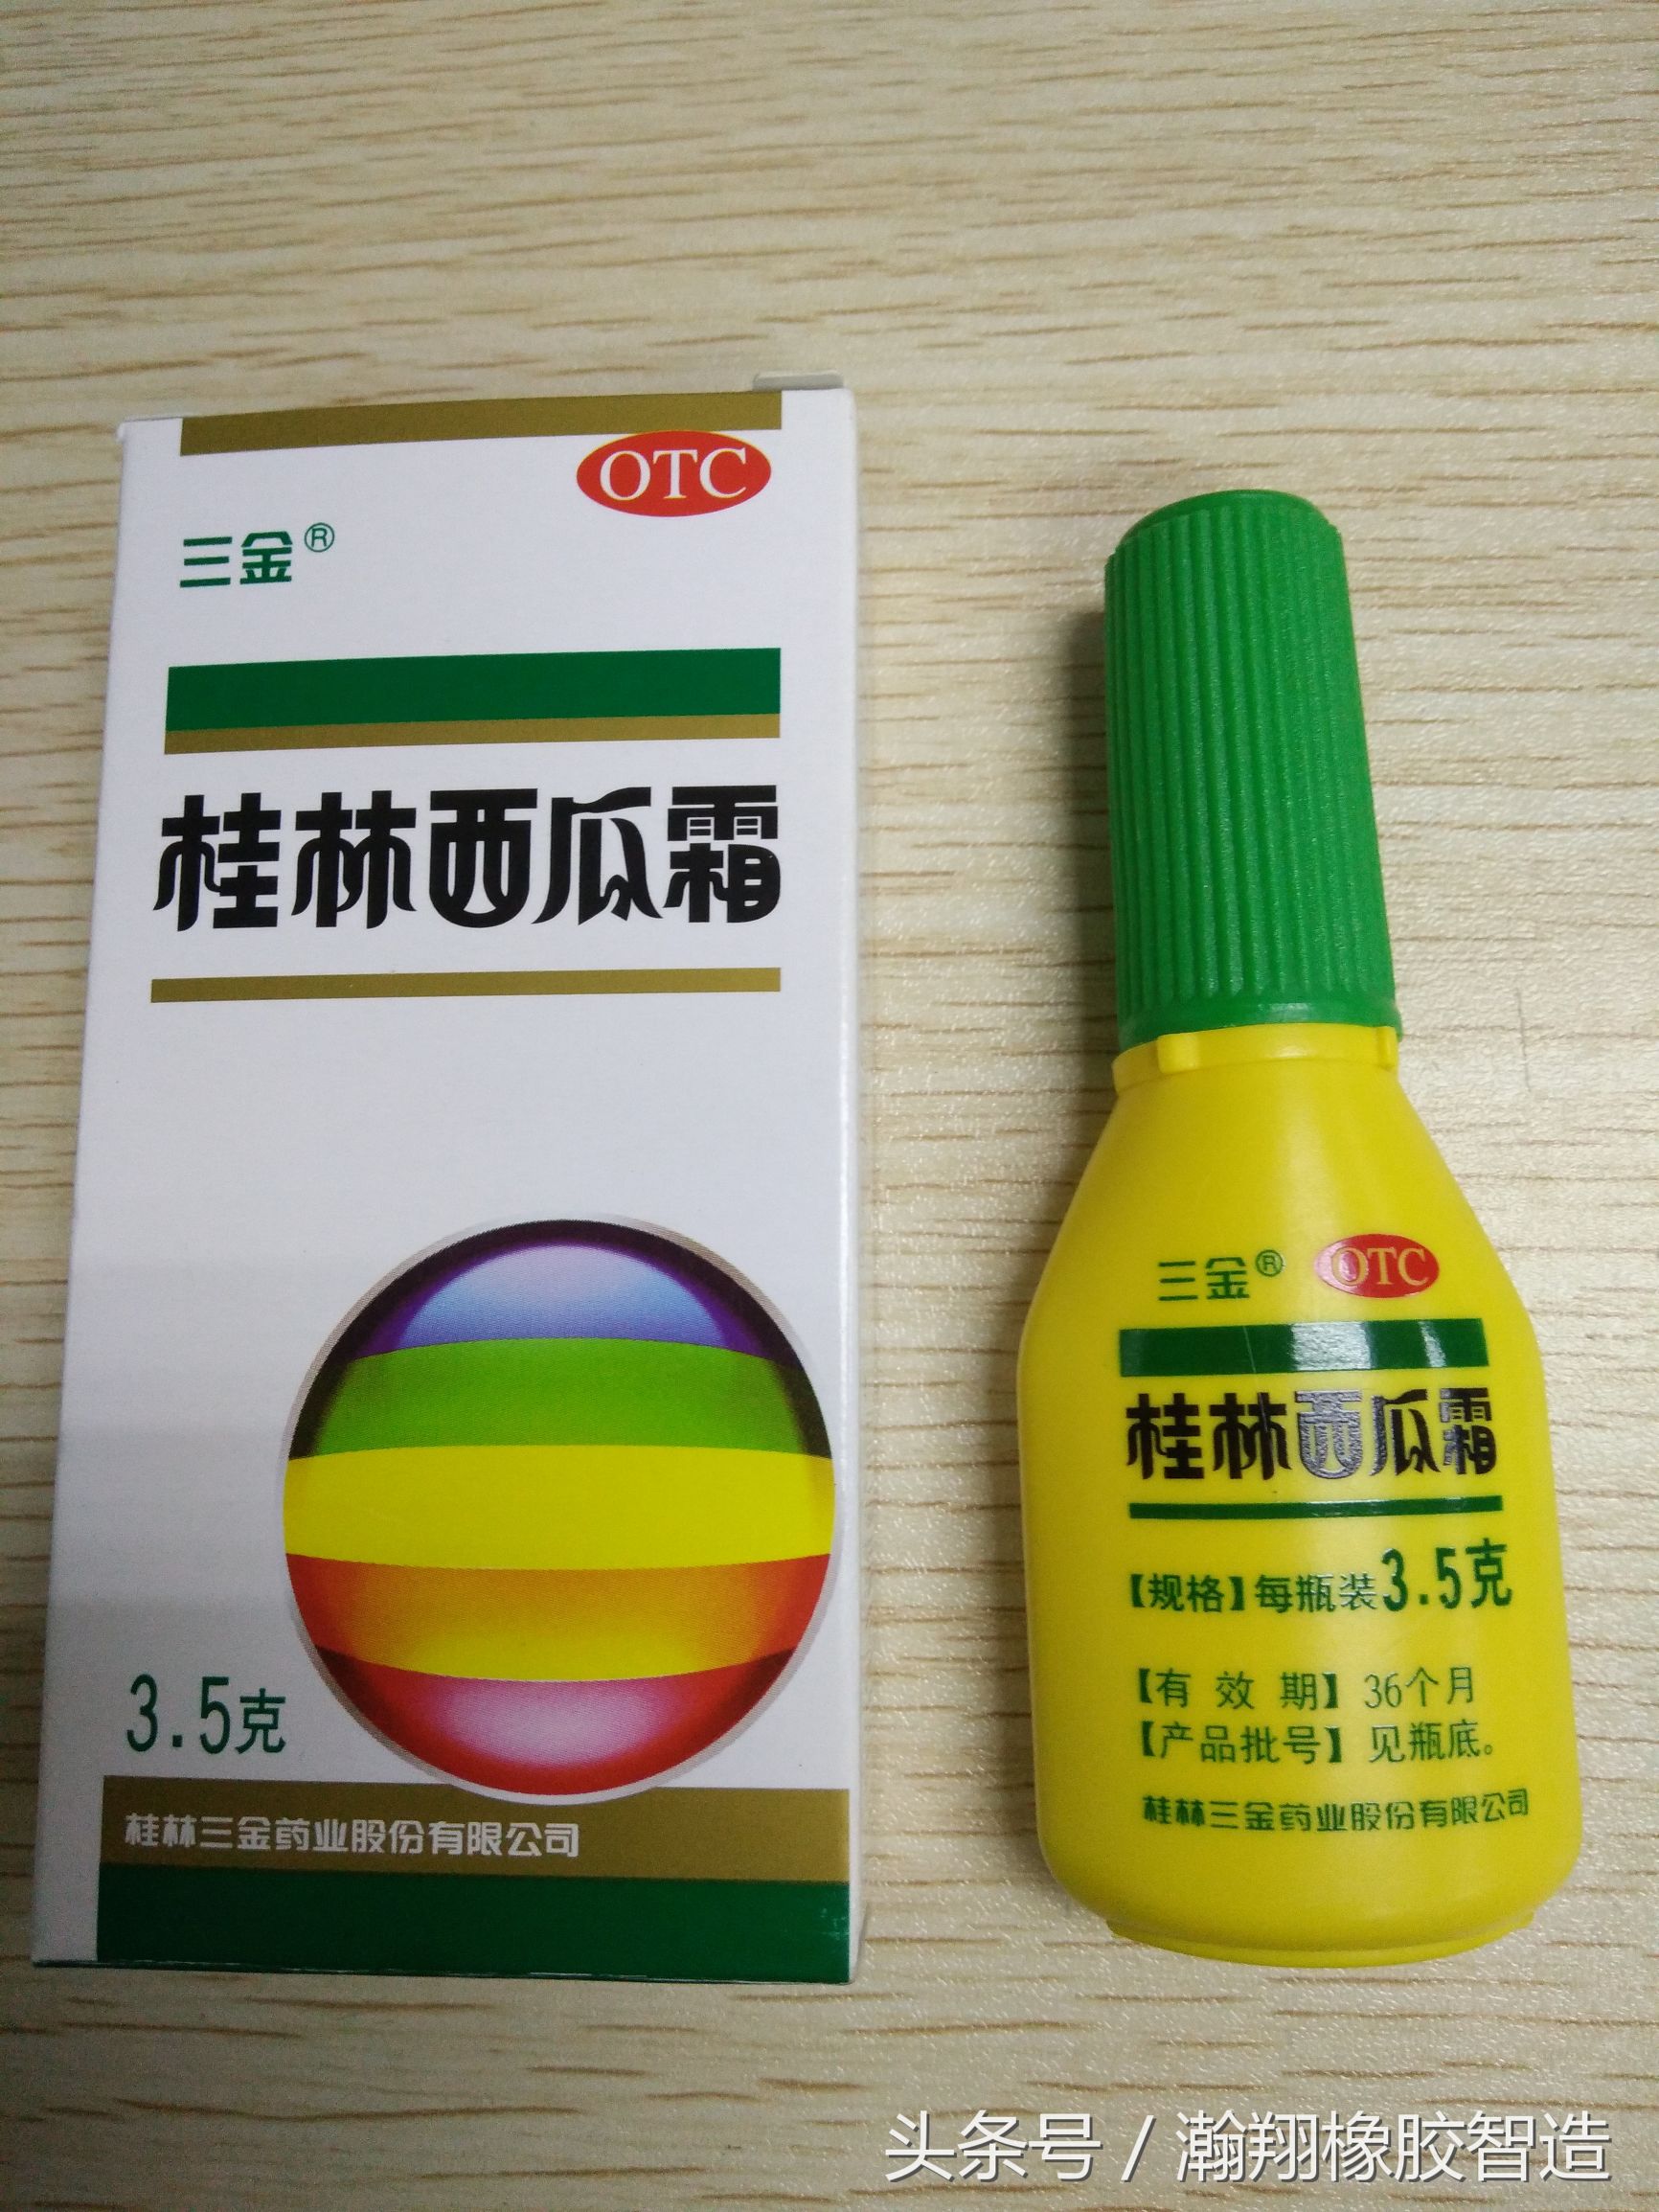 OTC
三金®
桂林西瓜霜
3.5克
桂林三金药业股份有限公司
三金® OTC
桂林西瓜霜
【规格】每瓶装3.5克
【有效期】36个月
【产品批号】见瓶底。
桂林三金药业股份有限公司
头条号 / 瀚翔橡胶智造